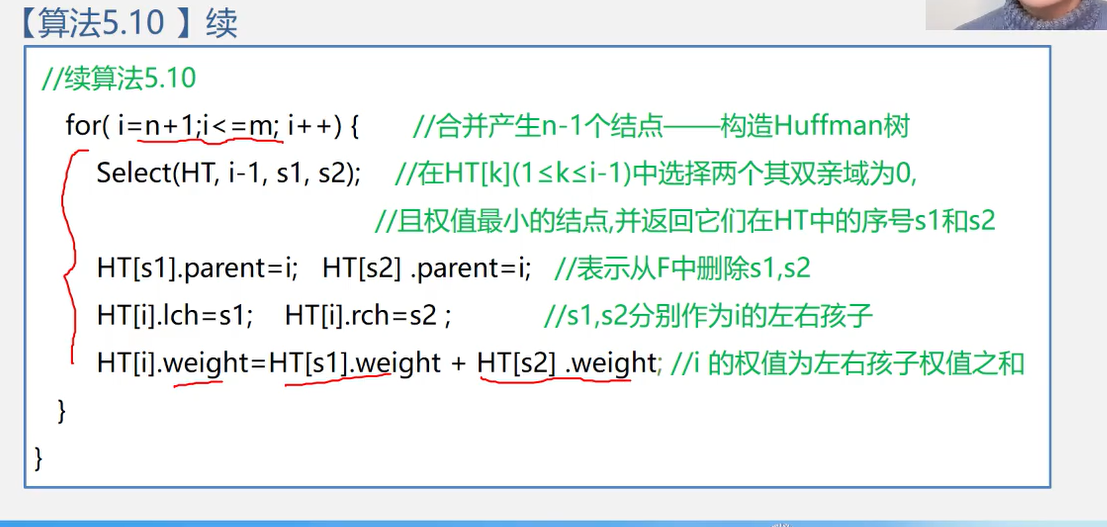 【算法5.10 】续
//续算法5.10
for( i=n+1;i<=m; i++) { //合并产生n-1个结点——构造Huffman树
Select(HT, i-1, s1, s2); //在HT[k](1≤k≤i-1)中选择两个其双亲域为0,
//且权值最小的结点,并返回它们在HT中的序号s1和s2
HT[s1].parent=i; HT[s2] .parent=i; //表示从F中删除s1,s2
HT[i].lch=s1; HT[i].rch=s2 ; //s1,s2分别作为i的左右孩子
HT[i].weight=HT[s1].weight + HT[s2] .weight; //i 的权值为左右孩子权值之和
}
}